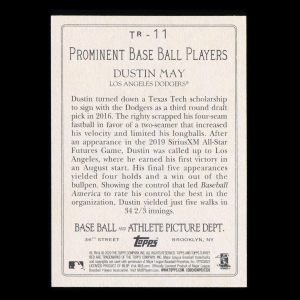 TR-11
PROMINENT BASE BALL PLAYERS
DUSTIN MAY
LOS ANGELES DODGERS®
Dustin turned down a Texas Tech scholarship
to sign with the Dodgers as a third round draft
pick in 2016. The righty scrapped his four-seam
fastball in favor of a two-seamer that increased
his velocity and limited his longballs. After
an appearance in the 2019 SiriusXM All-Star
Futures Game, Dustin was called up to Los
Angeles, where he earned his first victory in
an August start. His final five appearances
yielded four holds and a win out of the
bullpen. Showing the control that led Baseball
America to rate his control the best in the
organization, Dustin yielded just five walks in
34 2/3 innings.
BASE BALL AND ATHLETE PICTURE DEPT.
36TH STREET
Topps
BROOKLYN, NY